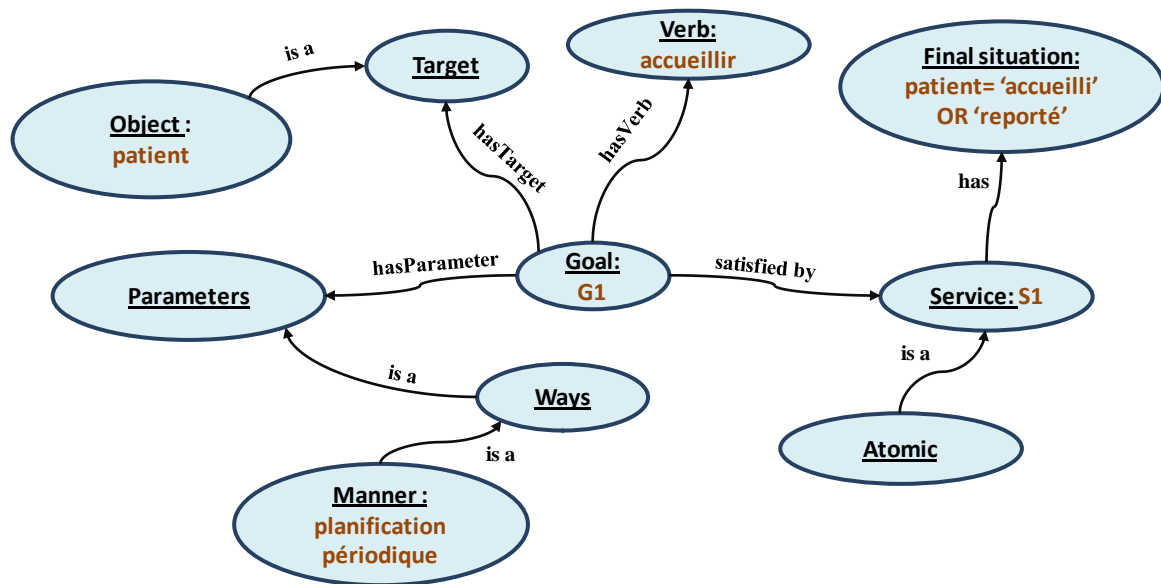 is a
Target
Verb:
accueillir
Final situation:
patient= ‘accueilli’
OR ‘reporté’
Object :
patient
hasTarget
hasVerb
has
hasParameter
Goal:
G1
satisfied by
Parameters
Service: S1
is a
Ways
is a
is a
Atomic
Manner :
planification
périodique